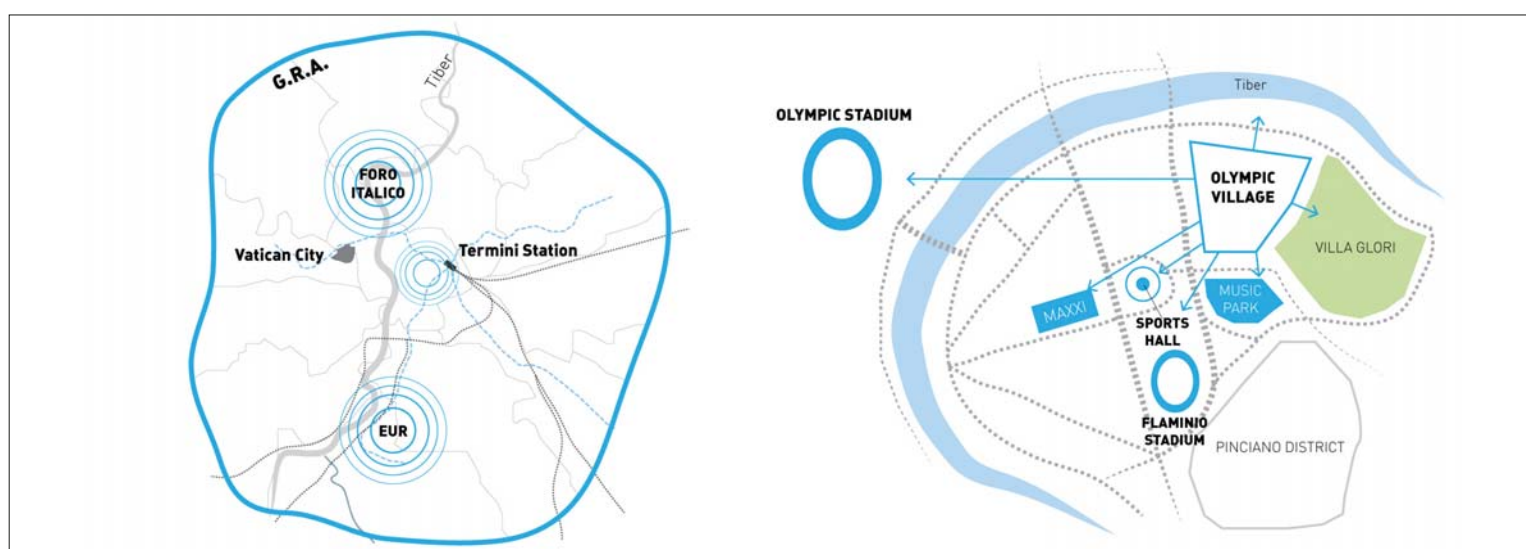 G.R.A.
Tiber
FORO
ITALICO
Vatican City
Termini Station
EUR
Tiber
OLYMPIC STADIUM
OLYMPIC
VILLAGE
VILLA GLORI
MUSIC
PARK
MAXXI
SPORTS
HALL
FLAMINIO
STADIUM
PINCIANO DISTRICT